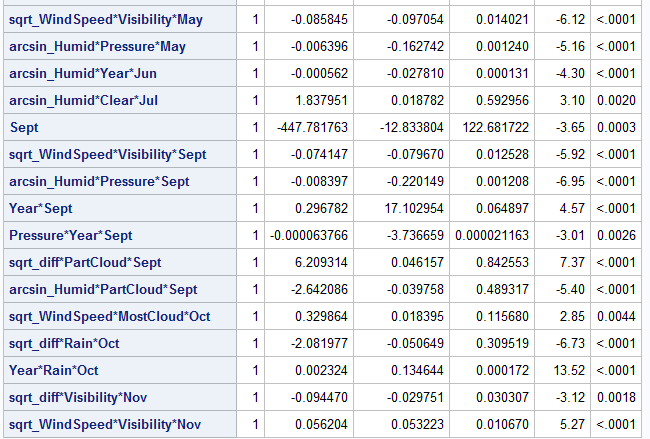 sqrt_WindSpeed*Visibility*May 1 -0.085845 -0.097054 0.014021 -6.12 <.0001
arcsin_Humid*Pressure*May 1 -0.006396 -0.162742 0.001240 -5.16 <.0001
arcsin_Humid*Year*Jun 1 -0.000562 -0.027810 0.000131 -4.30 <.0001
arcsin_Humid*Clear*Jul 1 1.837951 0.018782 0.592956 3.10 0.0020
Sept 1 -447.781763 -12.833804 122.681722 -3.65 0.0003
sqrt_WindSpeed*Visibility*Sept 1 -0.074147 -0.079670 0.012528 -5.92 <.0001
arcsin_Humid*Pressure*Sept 1 -0.008397 -0.220149 0.001208 -6.95 <.0001
Year*Sept 1 0.296782 17.102954 0.064897 4.57 <.0001
Pressure*Year*Sept 1 -0.000063766 -3.736659 0.000021163 -3.01 0.0026
sqrt_diff*PartCloud*Sept 1 6.209314 0.046157 0.842553 7.37 <.0001
arcsin_Humid*PartCloud*Sept 1 -2.642086 -0.039758 0.489317 -5.40 <.0001
sqrt_WindSpeed*MostCloud*Oct 1 0.329864 0.018395 0.115680 2.85 0.0044
sqrt_diff*Rain*Oct 1 -2.081977 -0.050649 0.309519 -6.73 <.0001
Year*Rain*Oct 1 0.002324 0.134644 0.000172 13.52 <.0001
sqrt_diff*Visibility*Nov 1 -0.094470 -0.029751 0.030307 -3.12 0.0018
sqrt_WindSpeed*Visibility*Nov 1 0.056204 0.053223 0.010670 5.27 <.0001